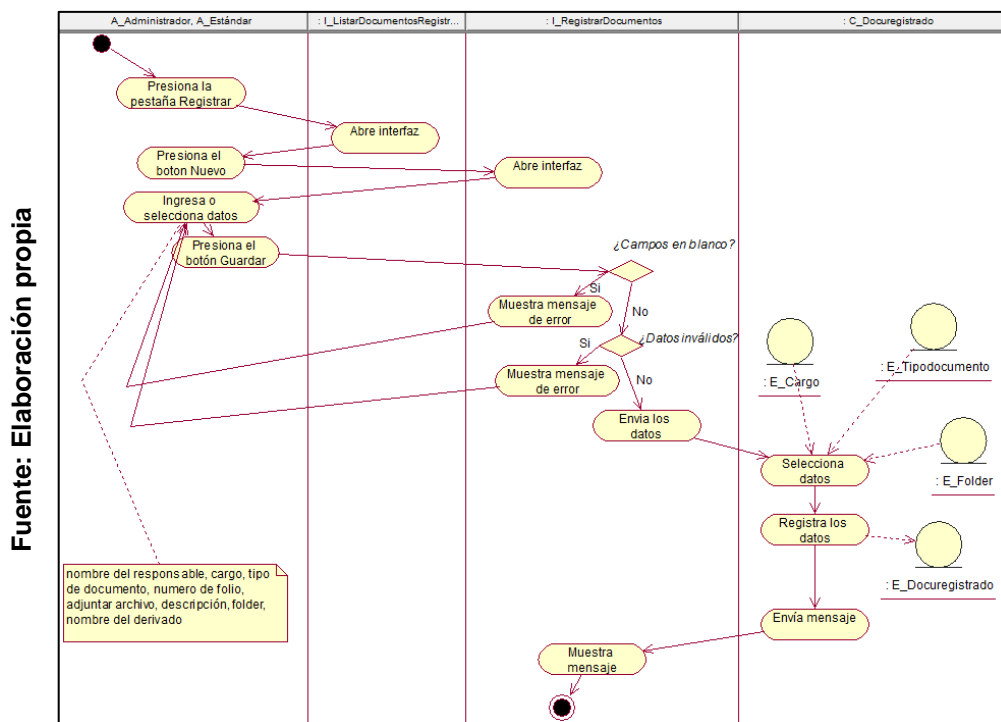 Fuente: Elaboración propia
A_Administrador, A_Estándar
: I_ListarDocumentosRegistr...
: I_RegistrarDocumentos
: C_Docuregistrado
Presiona la
pestaña Registrar
Abre interfaz
Presiona el
boton Nuevo
Abre interfaz
Ingresa o
selecciona datos
Presiona el
botón Guardar
¿Campos en blanco?
Si
No
Muestra mensaje
de error
¿Datos inválidos?
Si
No
Muestra mensaje
de error
Envia los
datos
: E_Cargo
: E_Tipodocumento
Selecciona
datos
: E_Folder
Registra los
datos
: E_Docuregistrado
nombre del responsable, cargo, tipo
de documento, numero de folio,
adjuntar archivo, descripción, folder,
nombre del derivado
Envía mensaje
Muestra
mensaje